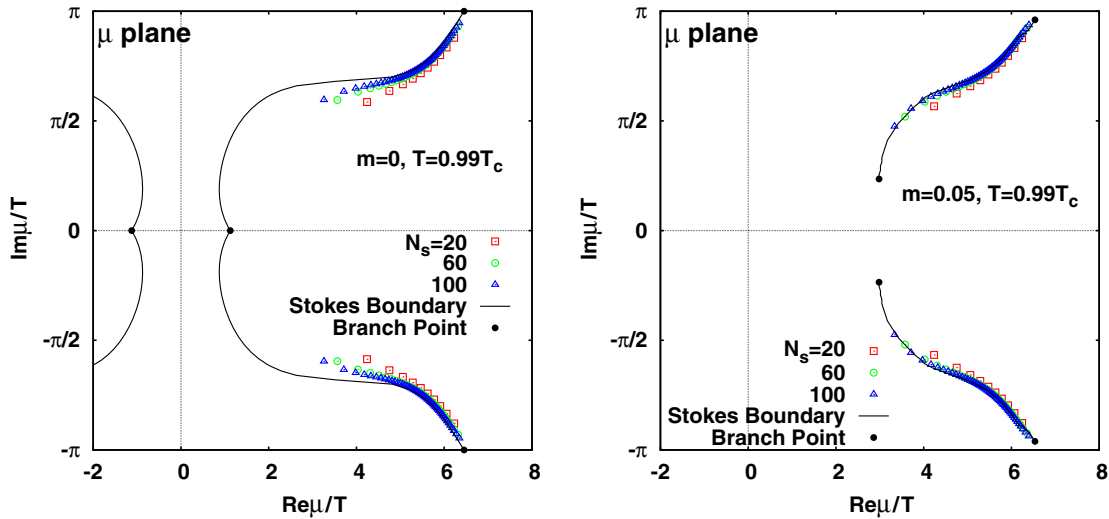 π
μ plane
π/2
m=0, T=0.99T_c
Imμ/T
0
N_s=20
60
100
Stokes Boundary
Branch Point
-π/2
-π
-2 0 2 4 6 8
Reμ/T
π
μ plane
π/2
m=0.05, T=0.99T_c
Imμ/T
0
-π/2
N_s=20
60
100
Stokes Boundary
Branch Point
-π
-2 0 2 4 6 8
Reμ/T